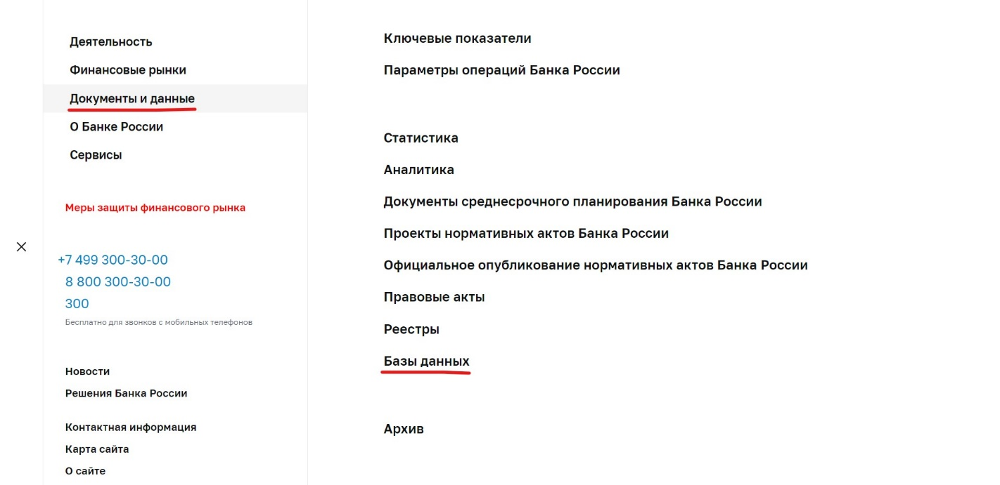 Деятельность
Финансовые рынки
Документы и данные
О Банке России
Сервисы
Меры защиты финансового рынка
+7 499 300-30-00
8 800 300-30-00
300
Бесплатно для звонков с мобильных телефонов
Новости
Решения Банка России
Контактная информация
Карта сайта
О сайте
Ключевые показатели
Параметры операций Банка России
Статистика
Аналитика
Документы среднесрочного планирования Банка России
Проекты нормативных актов Банка России
Официальное опубликование нормативных актов Банка России
Правовые акты
Реестры
Базы данных
Архив